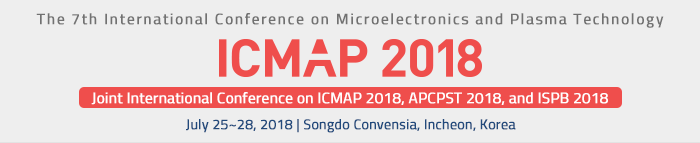 The 7th International Conference on Microelectronics and Plasma Technology
ICMAP 2018
Joint International Conference on ICMAP 2018, APCPST 2018, and ISPB 2018
July 25~28, 2018 | Songdo Convensia, Incheon, Korea